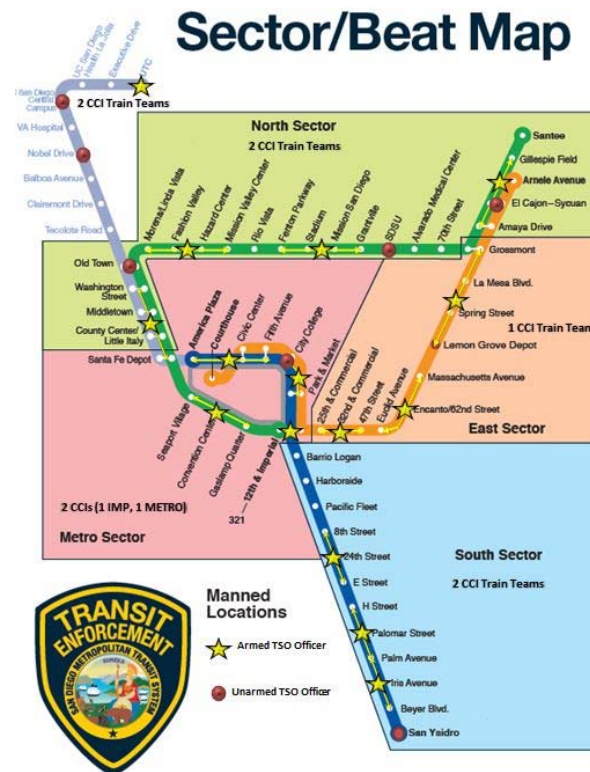 Sector/Beat Map
UC San Diego
Health La Jolla
Executive Drive
UTC
San Diego
Central
Campus
2 CCI Train Teams
VA Hospital
Nobel Drive
Balboa Avenue
Clairemont Drive
Tecolote Road
North Sector
2 CCI Train Teams
Morena/Linda Vista
Fashion Valley
Hazard Center
Mission Valley Center
Rio Vista
Fenton Parkway
Stadium
Mission San Diego
Grantville
SDSU
Alvarado Medical Center
70th Street
Santee
Gillespie Field
Arnele Avenue
El Cajon–Sycuan
Amaya Drive
Grossmont
La Mesa Blvd.
Spring Street
1 CCI Train Team
Lemon Grove Depot
Massachusetts Avenue
Encanto/62nd Street
East Sector
Old Town
Washington
Street
Middletown
County Center/
Little Italy
Santa Fe Depot
America Plaza
Courthouse
Civic Center
Fifth Avenue
City College
Park & Market
25th & Commercial
32nd & Commercial
47th Street
Euclid Avenue
Seaport Village
Convention Center
Gaslamp Quarter
12th & Imperial
321
2 CCIs (1 IMP, 1 METRO)
Metro Sector
Barrio Logan
Harborside
Pacific Fleet
8th Street
24th Street
E Street
H Street
Palomar Street
Palm Avenue
Iris Avenue
Beyer Blvd.
San Ysidro
South Sector
2 CCI Train Teams
Manned
Locations
Armed TSO Officer
Unarmed TSO Officer
TRANSIT
ENFORCEMENT
EUREKA
SAN DIEGO METROPOLITAN TRANSIT SYSTEM